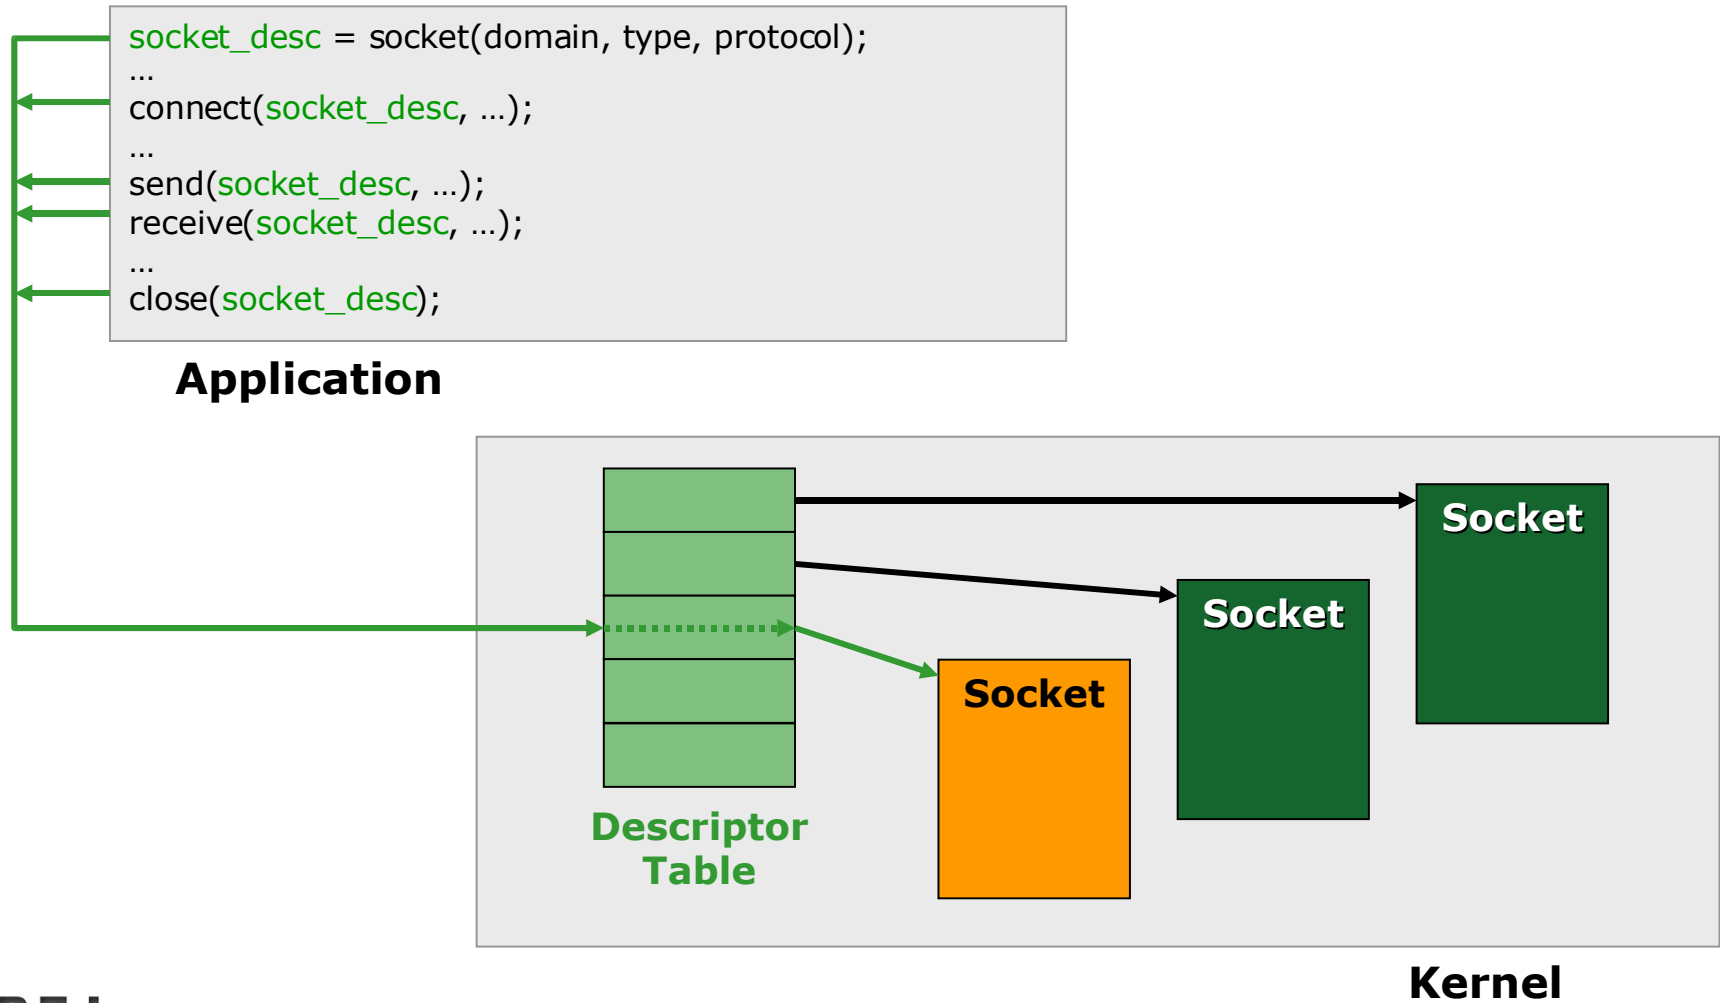 socket_desc = socket(domain, type, protocol);
…
connect(socket_desc, …);
…
send(socket_desc, …);
receive(socket_desc, …);
…
close(socket_desc);
Application
Socket
Socket
Socket
Descriptor
Table
Kernel